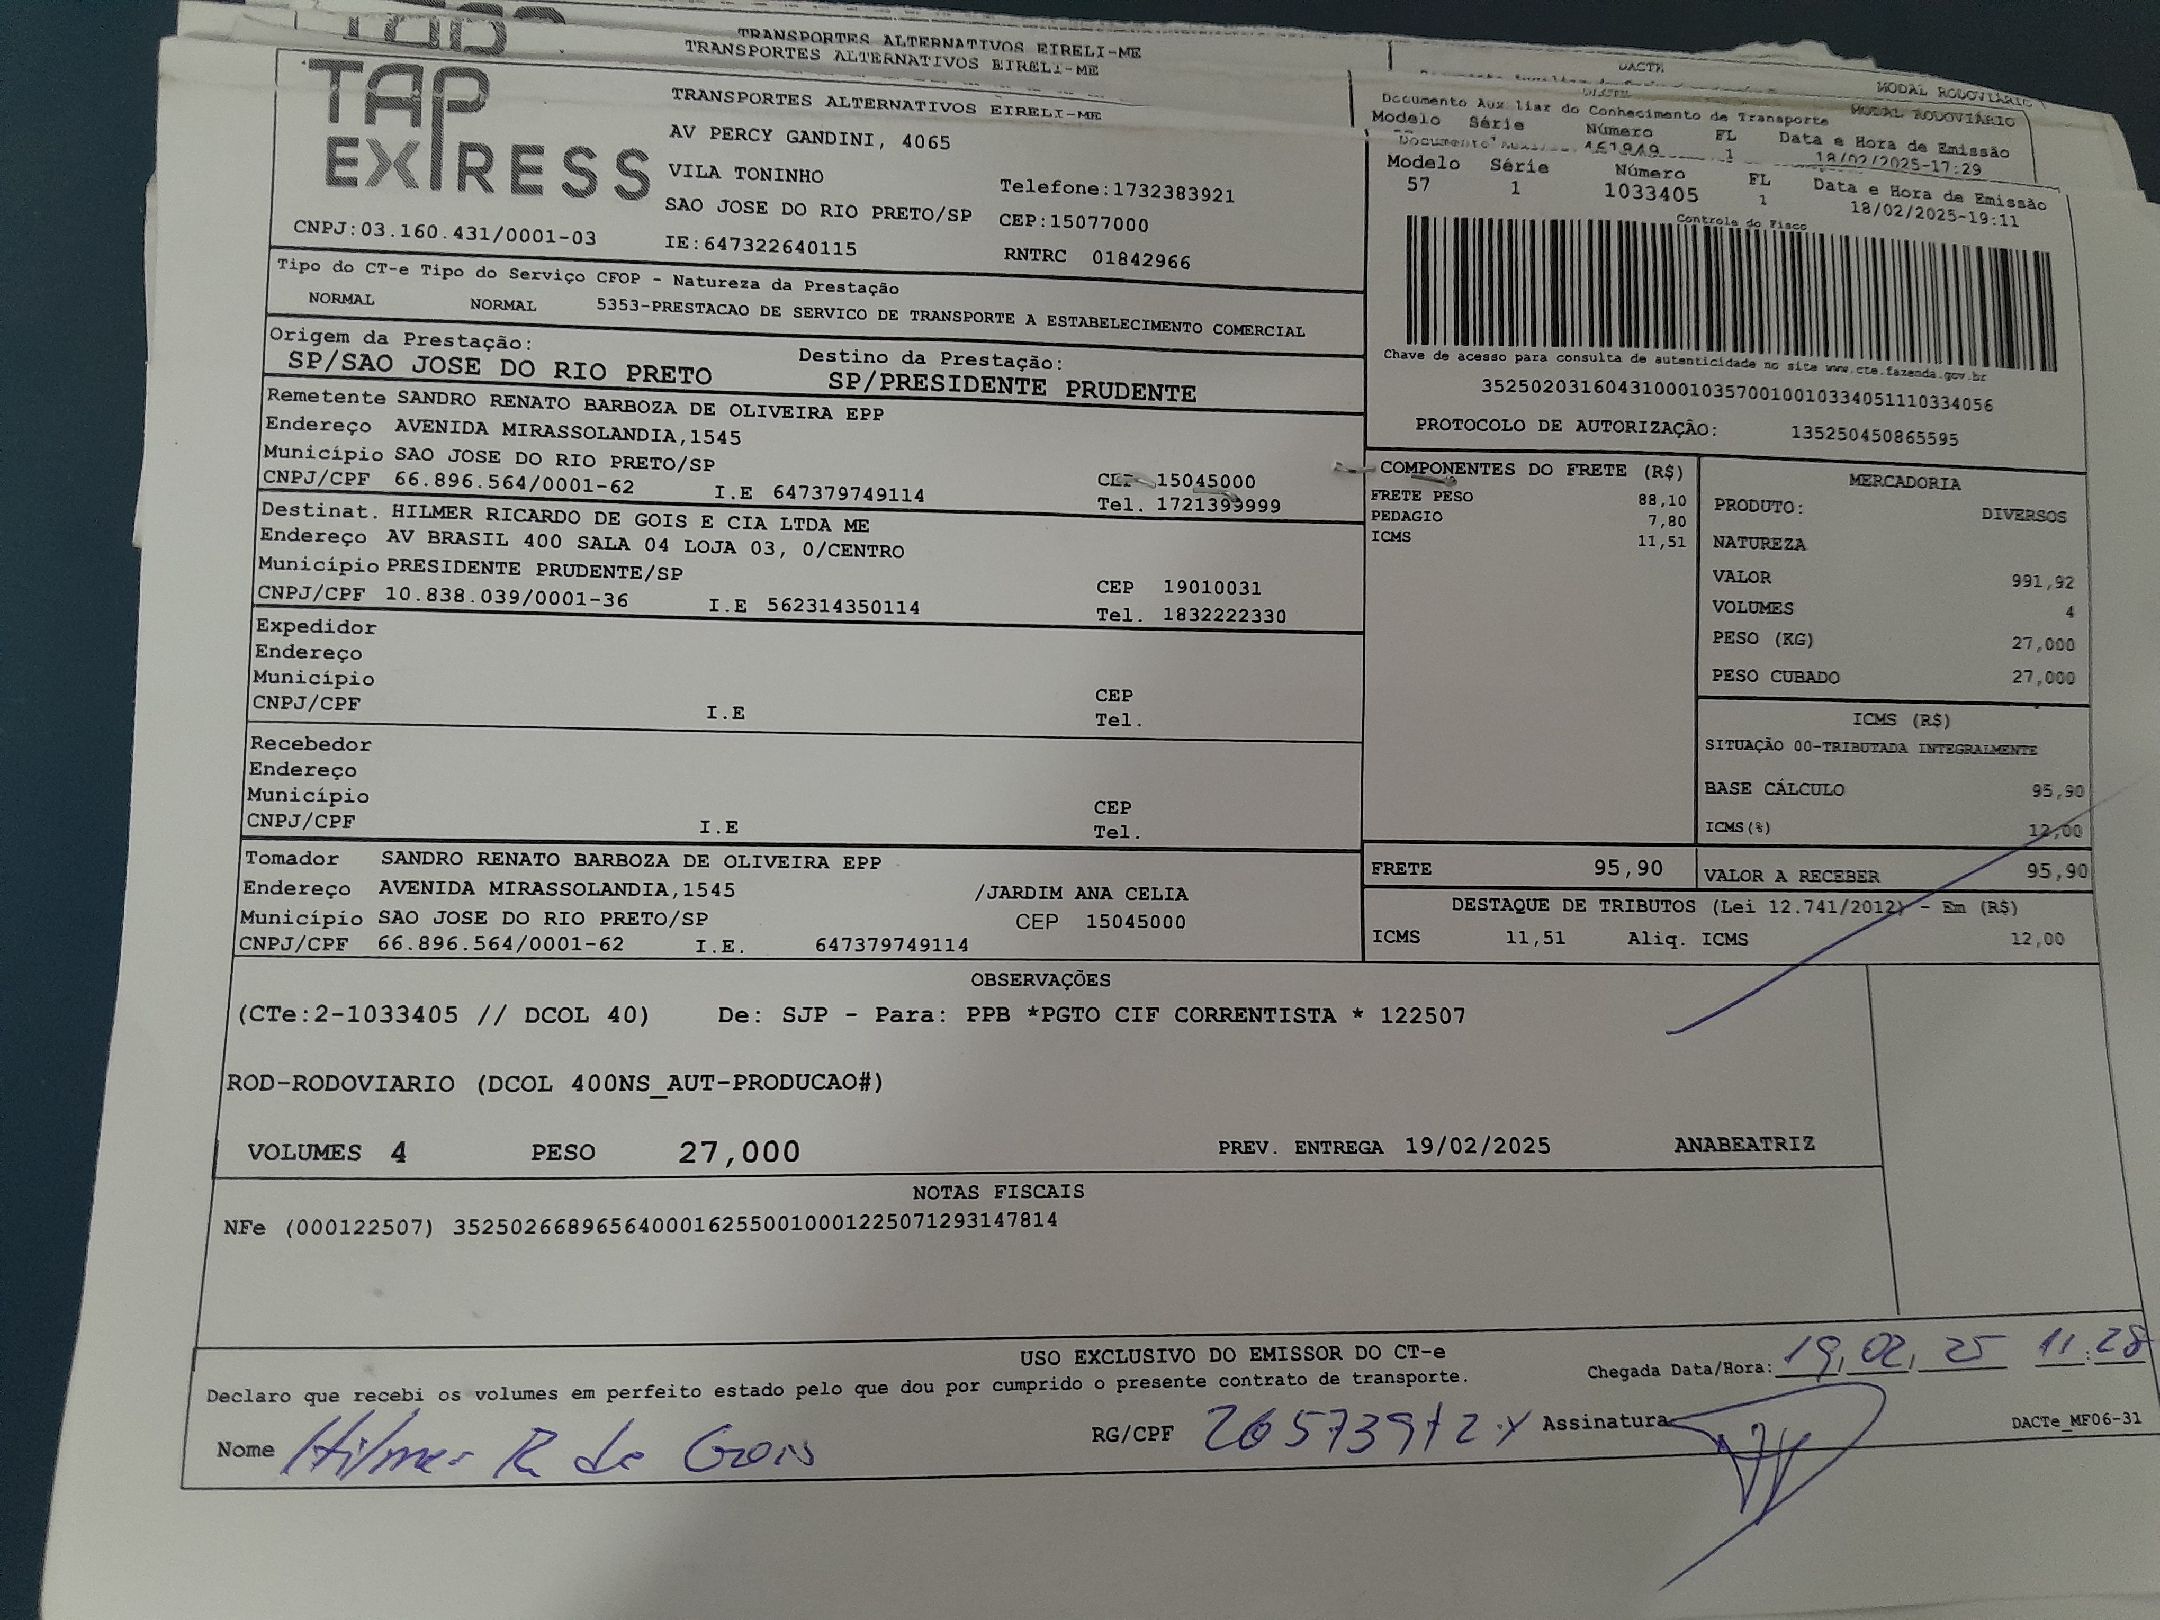 TRANSPORTES ALTERNATIVOS EIRELI-ME
TRANSPORTES ALTERNATIVOS EIRELI-ME
DACTE
MODAL RODOVIÁRIO
MODAL RODOVIÁRIO
TAP EXPRESS
TRANSPORTES ALTERNATIVOS EIRELI-ME
AV PERCY GANDINI, 4065
VILA TONINHO Telefone:1732383921
SAO JOSE DO RIO PRETO/SP CEP:15077000
CNPJ:03.160.431/0001-03 IE:647322640115 RNTRC 01842966
Documento Auxiliar do Conhecimento de Transporte
Modelo Série Número FL Data e Hora de Emissão
461949 1 18/02/2025-17:29
Modelo Série Número FL Data e Hora de Emissão
57 1 1033405 1 18/02/2025-19:11
Controle do Fisco
Chave de acesso para consulta de autenticidade no site www.cte.fazenda.gov.br
35250203160431000103570010010334051110334056
PROTOCOLO DE AUTORIZAÇÃO: 135250450865595
Tipo do CT-e Tipo do Serviço CFOP - Natureza da Prestação
NORMAL NORMAL 5353-PRESTACAO DE SERVICO DE TRANSPORTE A ESTABELECIMENTO COMERCIAL
Origem da Prestação: Destino da Prestação:
SP/SAO JOSE DO RIO PRETO SP/PRESIDENTE PRUDENTE
Remetente SANDRO RENATO BARBOZA DE OLIVEIRA EPP
Endereço AVENIDA MIRASSOLANDIA,1545
Município SAO JOSE DO RIO PRETO/SP CEP 15045000
CNPJ/CPF 66.896.564/0001-62 I.E 647379749114 Tel. 1721399999
Destinat. HILMER RICARDO DE GOIS E CIA LTDA ME
Endereço AV BRASIL 400 SALA 04 LOJA 03, 0/CENTRO
Município PRESIDENTE PRUDENTE/SP CEP 19010031
CNPJ/CPF 10.838.039/0001-36 I.E 562314350114 Tel. 1832222330
Expedidor
Endereço
Município CEP
CNPJ/CPF I.E Tel.
Recebedor
Endereço
Município CEP
CNPJ/CPF I.E Tel.
Tomador SANDRO RENATO BARBOZA DE OLIVEIRA EPP
Endereço AVENIDA MIRASSOLANDIA,1545 /JARDIM ANA CELIA
Município SAO JOSE DO RIO PRETO/SP CEP 15045000
CNPJ/CPF 66.896.564/0001-62 I.E. 647379749114
COMPONENTES DO FRETE (R$)
FRETE PESO 88,10
PEDAGIO 7,80
ICMS 11,51
MERCADORIA
PRODUTO: DIVERSOS
NATUREZA
VALOR 991,92
VOLUMES 4
PESO (KG) 27,000
PESO CUBADO 27,000
ICMS (R$)
SITUAÇÃO 00-TRIBUTADA INTEGRALMENTE
BASE CÁLCULO 95,90
ICMS(%) 12,00
FRETE 95,90 VALOR A RECEBER 95,90
DESTAQUE DE TRIBUTOS (Lei 12.741/2012) - Em (R$)
ICMS 11,51 Aliq. ICMS 12,00
OBSERVAÇÕES
(CTe:2-1033405 // DCOL 40) De: SJP - Para: PPB *PGTO CIF CORRENTISTA * 122507
ROD-RODOVIARIO (DCOL 400NS_AUT-PRODUCAO#)
VOLUMES 4 PESO 27,000 PREV. ENTREGA 19/02/2025 ANABEATRIZ
NOTAS FISCAIS
NFe (000122507) 35250266896564000162550010001225071293147814
USO EXCLUSIVO DO EMISSOR DO CT-e
Declaro que recebi os volumes em perfeito estado pelo que dou por cumprido o presente contrato de transporte. Chegada Data/Hora: 19,02,25 11:28
Nome Hilmer R de Gois RG/CPF 26573912.X Assinatura DACTe_MF06-31